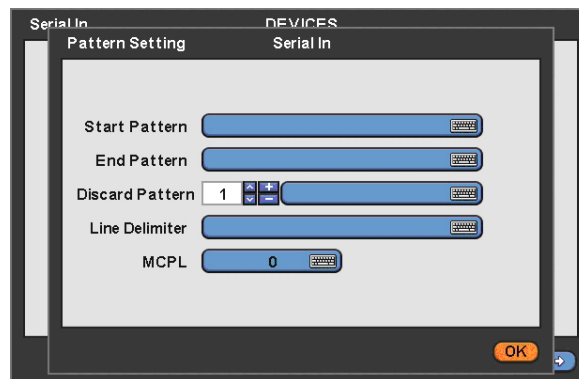 Serial In DEVICES
Pattern Setting Serial In
Start Pattern
End Pattern
Discard Pattern 1
Line Delimiter
MCPL 0
OK